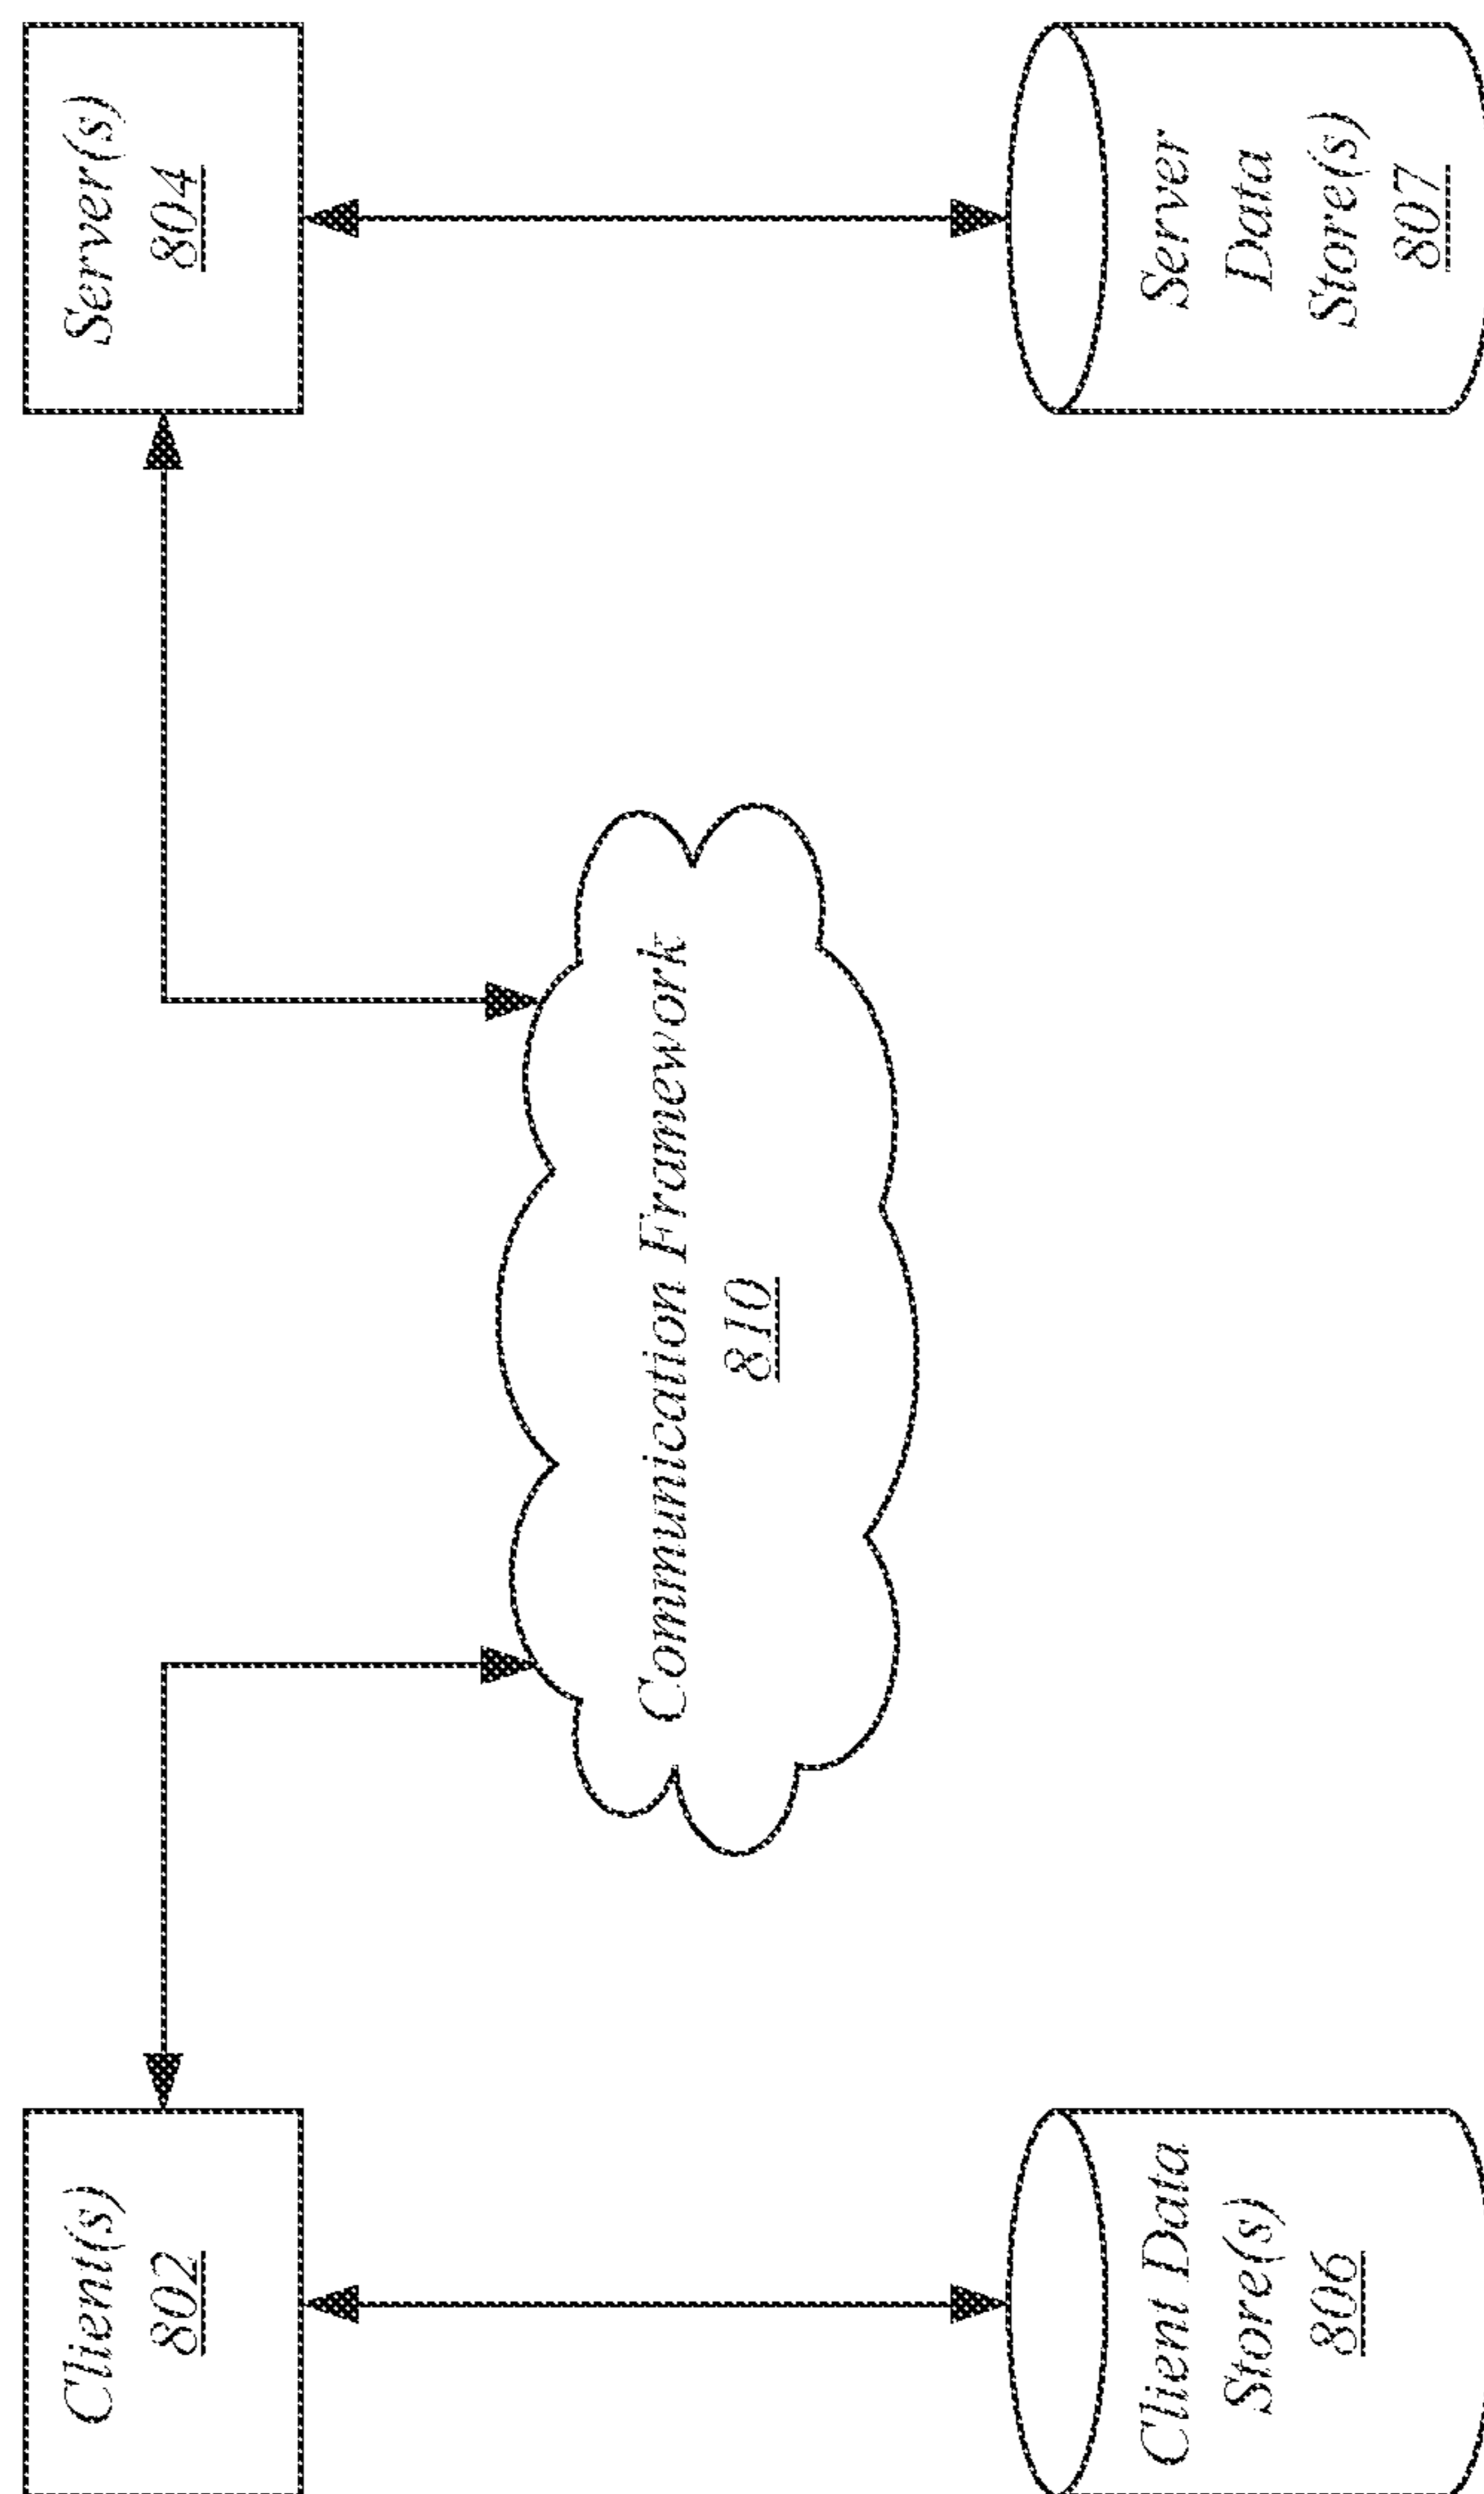 Client(s)
802
Server(s)
804
Communication Framework
810
Client Data
Store(s)
806
Server
Data
Store(s)
807